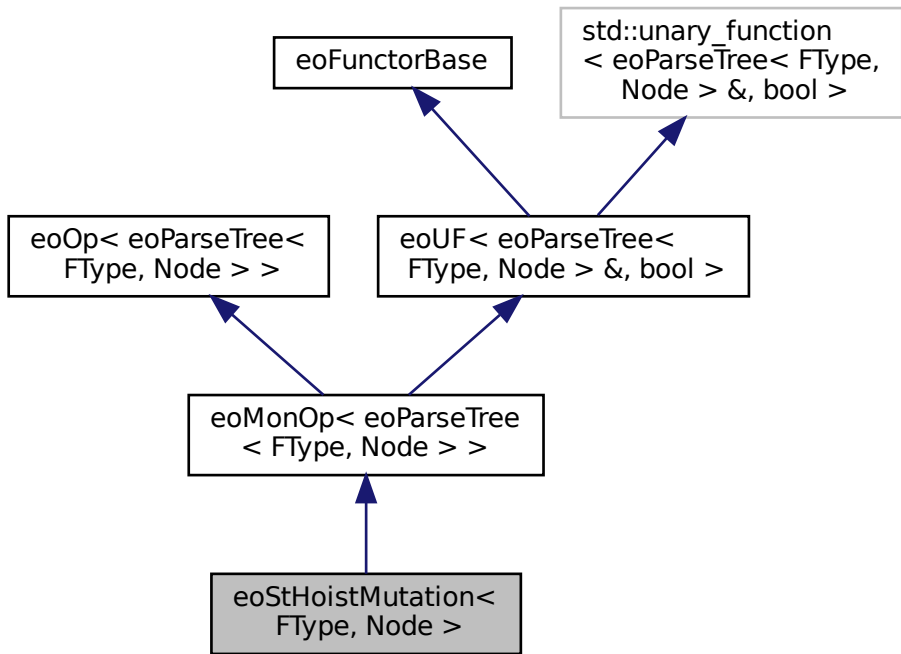 eoFunctorBase
std::unary_function
< eoParseTree< FType,
Node > &, bool >
eoOp< eoParseTree<
FType, Node > >
eoUF< eoParseTree<
FType, Node > &, bool >
eoMonOp< eoParseTree
< FType, Node > >
eoStHoistMutation<
FType, Node >